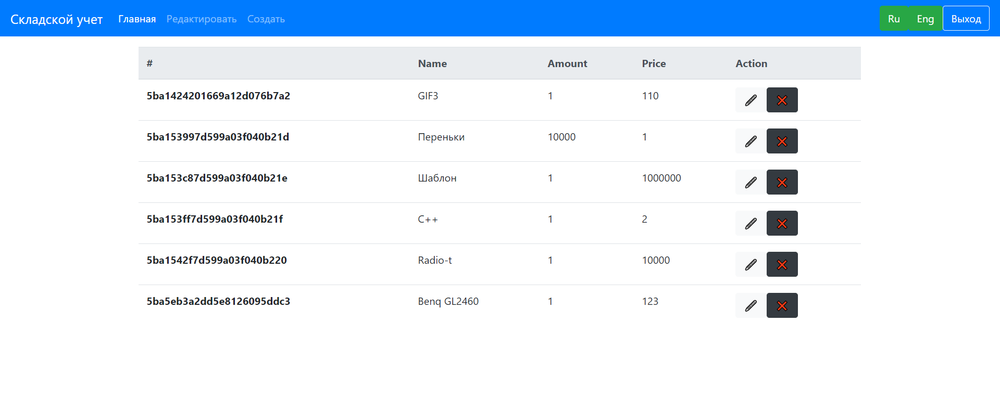 Складской учет Главная Редактировать Создать Ru Eng Выход
# Name Amount Price Action
5ba1424201669a12d076b7a2 GIF3 1 110
5ba153997d599a03f040b21d Переньки 10000 1
5ba153c87d599a03f040b21e Шаблон 1 1000000
5ba153ff7d599a03f040b21f C++ 1 2
5ba1542f7d599a03f040b220 Radio-t 1 10000
5ba5eb3a2dd5e8126095ddc3 Benq GL2460 1 123